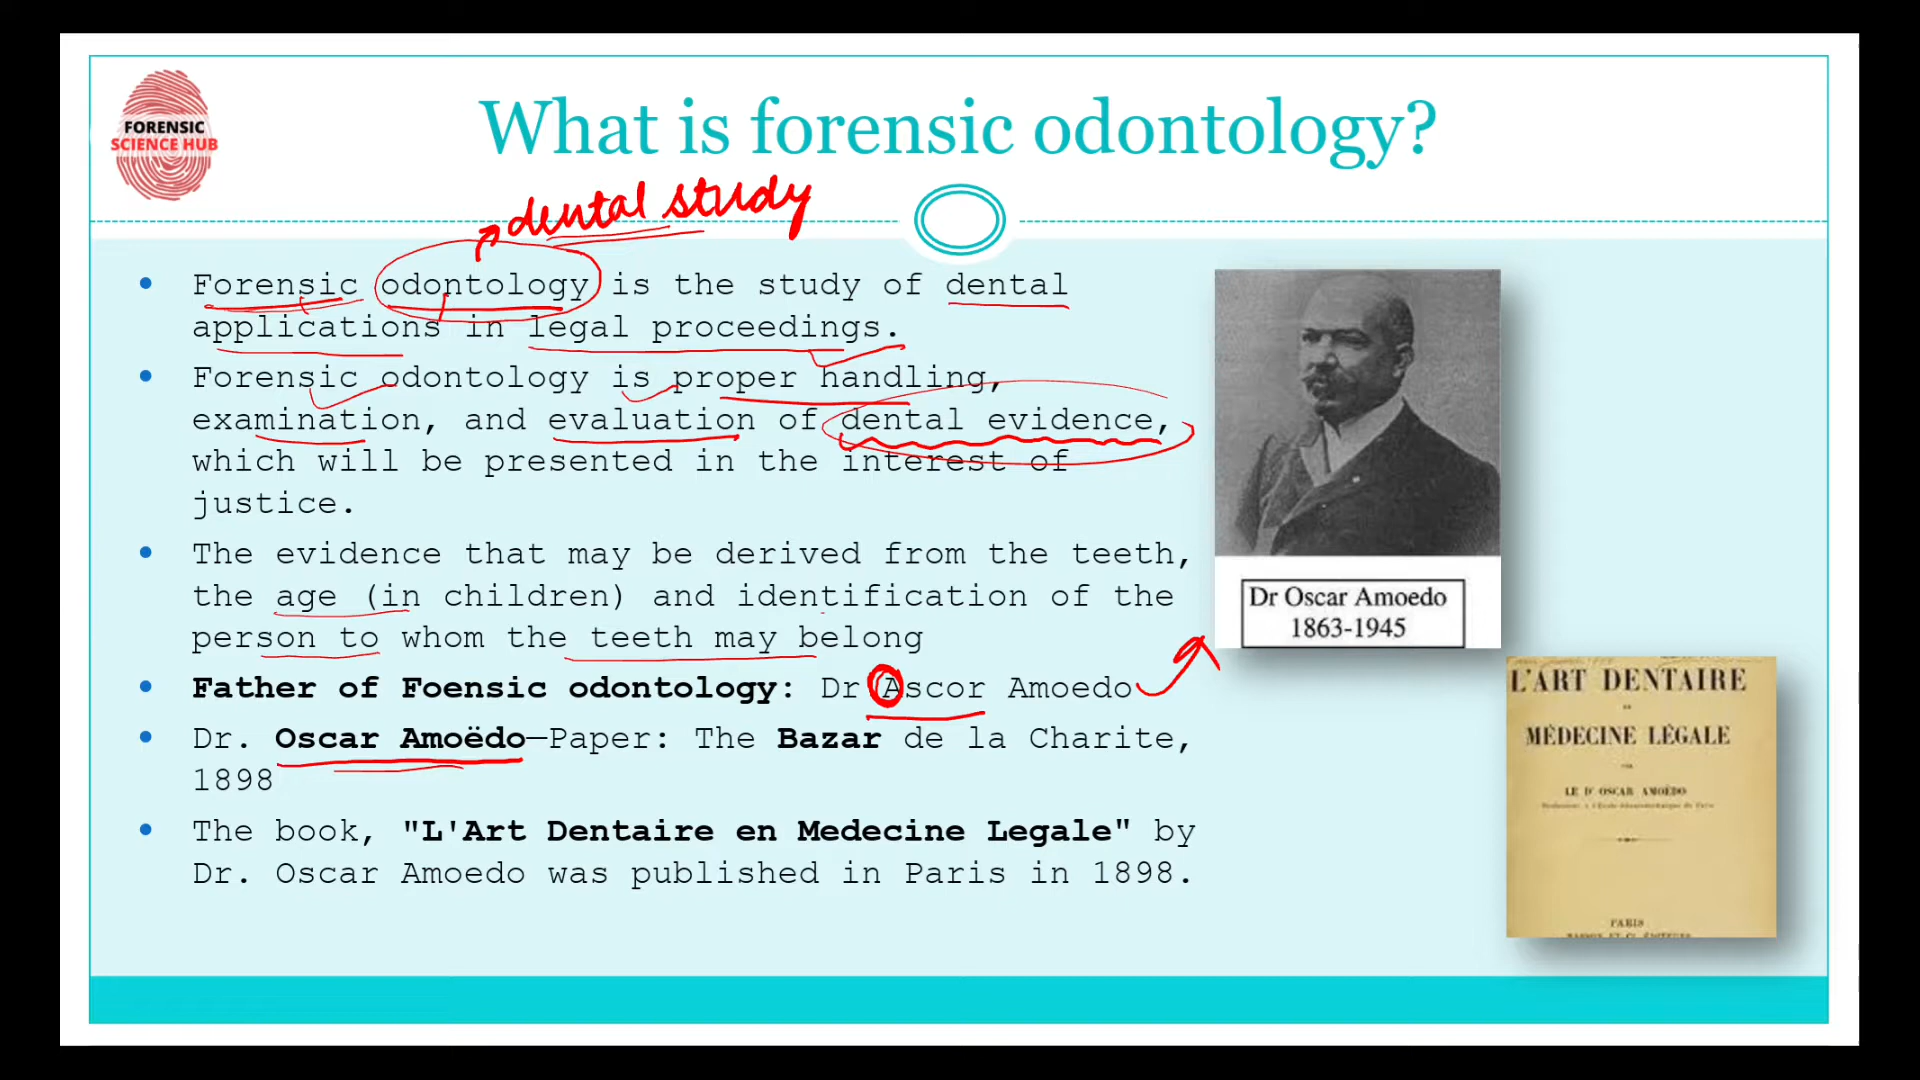 FORENSIC
SCIENCE HUB
What is forensic odontology?
dental study
• Forensic odontology is the study of dental
applications in legal proceedings.
• Forensic odontology is proper handling,
examination, and evaluation of dental evidence,
which will be presented in the interest of
justice.
• The evidence that may be derived from the teeth,
the age (in children) and identification of the
person to whom the teeth may belong
• Father of Foensic odontology: Dr Ascor Amoedo
• Dr. Oscar Amoëdo—Paper: The Bazar de la Charite,
1898
• The book, "L'Art Dentaire en Medecine Legale" by
Dr. Oscar Amoedo was published in Paris in 1898.
Dr Oscar Amoedo
1863-1945
L'ART DENTAIRE
MÉDECINE LÉGALE
LE Dr OSCAR AMOËDO
PARIS